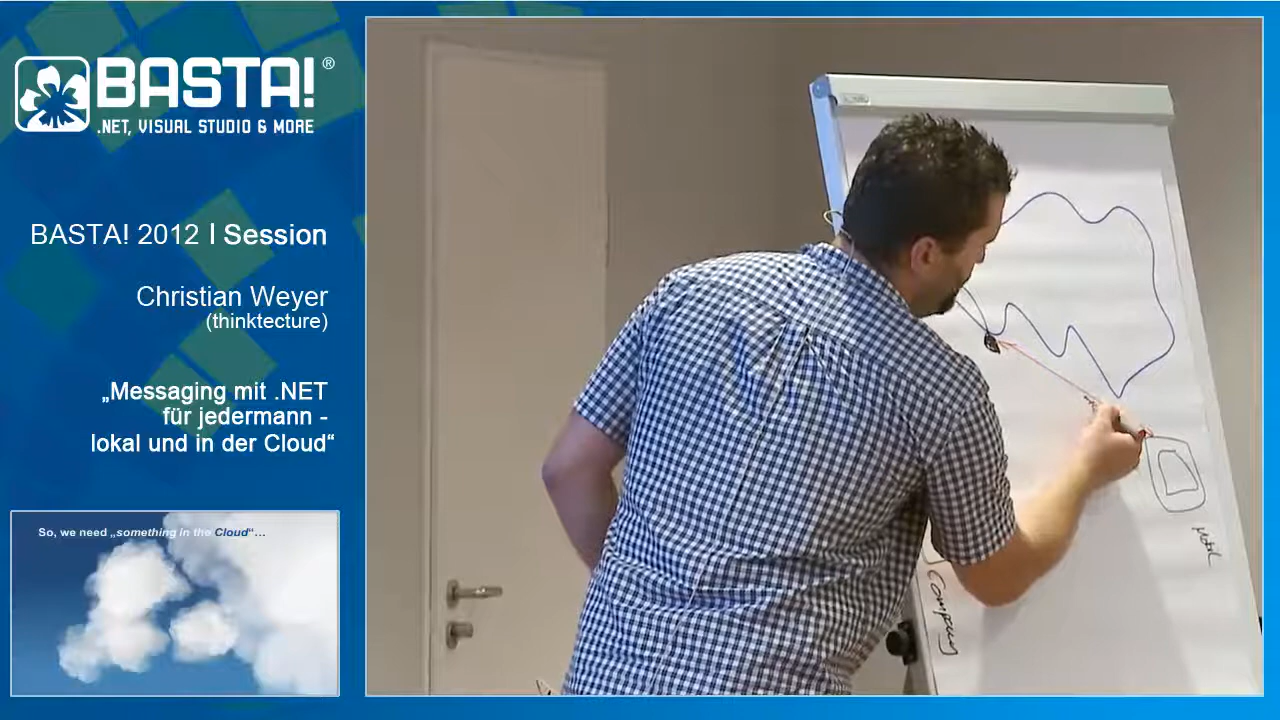 BASTA!®
.NET, VISUAL STUDIO & MORE
BASTA! 2012 | Session
Christian Weyer
(thinktecture)
„Messaging mit .NET
für jedermann -
lokal und in der Cloud“
So, we need „something in the Cloud“...
Company